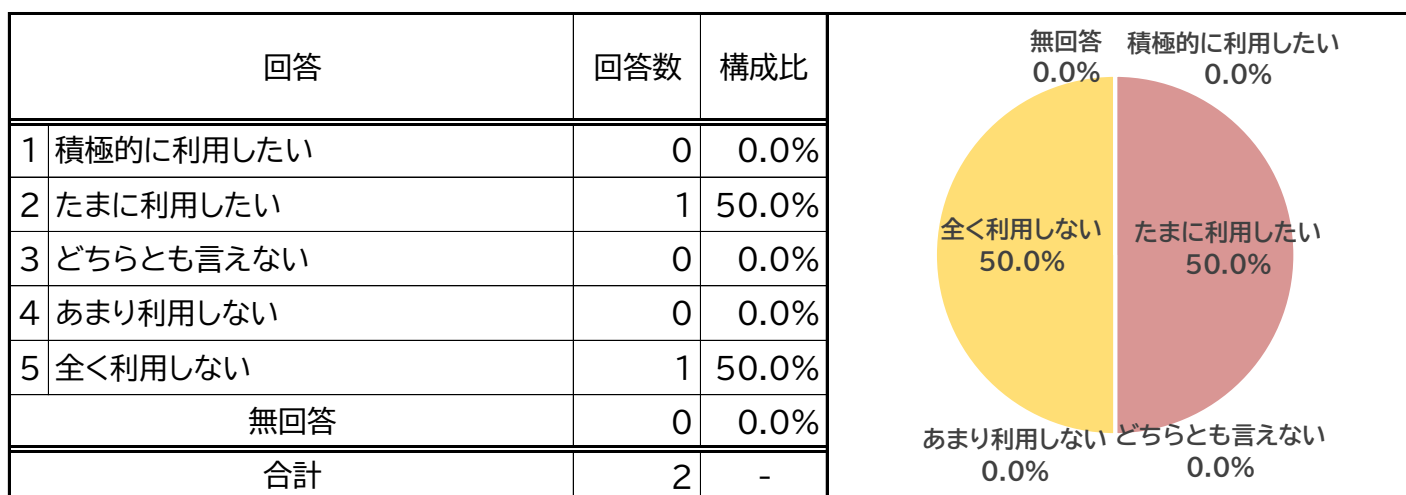 回答 回答数 構成比
1 積極的に利用したい 0 0.0%
2 たまに利用したい 1 50.0%
3 どちらとも言えない 0 0.0%
4 あまり利用しない 0 0.0%
5 全く利用しない 1 50.0%
無回答 0 0.0%
合計 2 -
無回答
0.0%
積極的に利用したい
0.0%
全く利用しない
50.0%
たまに利用したい
50.0%
あまり利用しない
0.0%
どちらとも言えない
0.0%